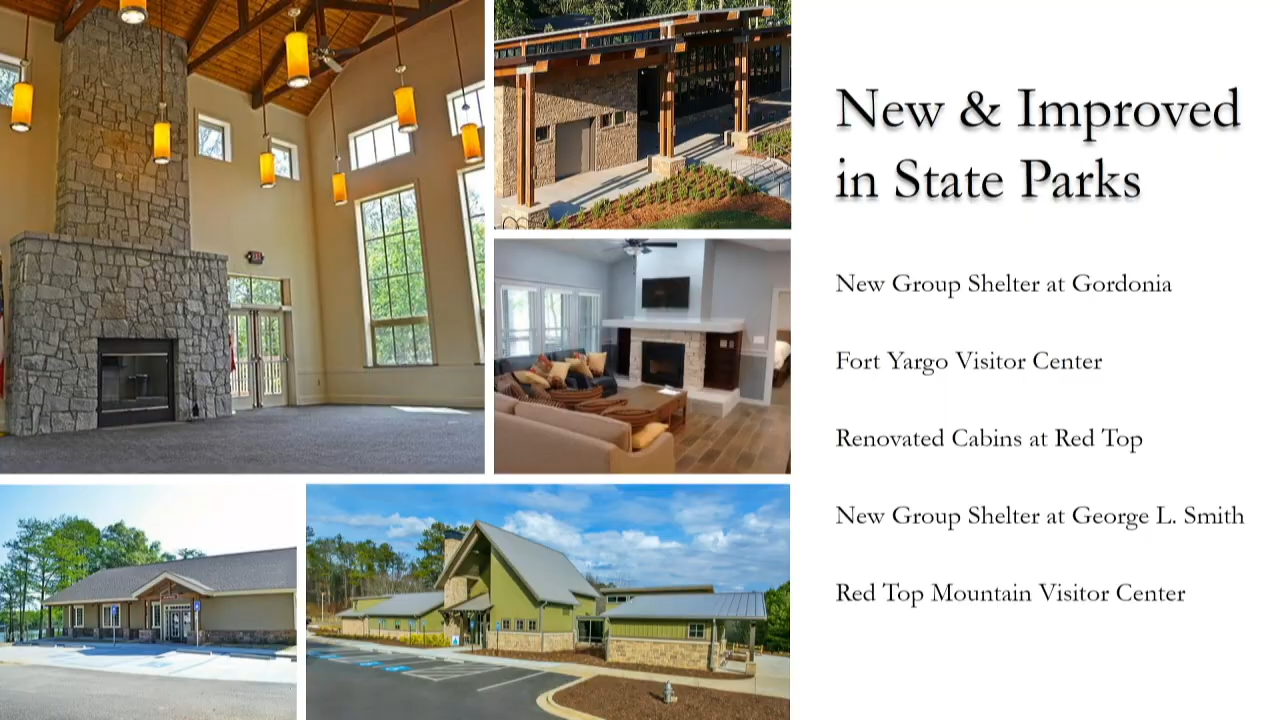 New & Improved
in State Parks
New Group Shelter at Gordonia
Fort Yargo Visitor Center
Renovated Cabins at Red Top
New Group Shelter at George L. Smith
Red Top Mountain Visitor Center